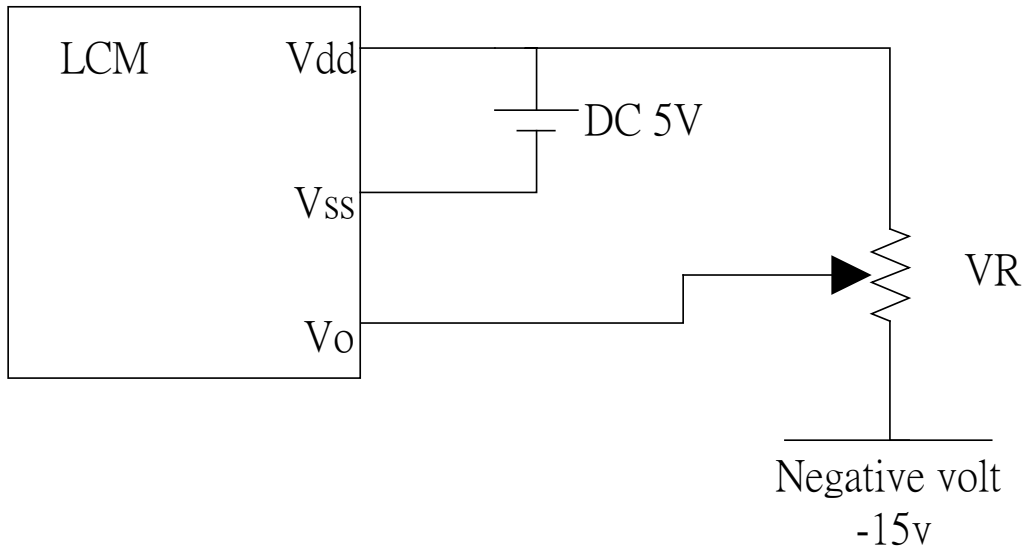 LCM
Vdd
DC 5V
Vss
VR
Vo
Negative volt
-15v